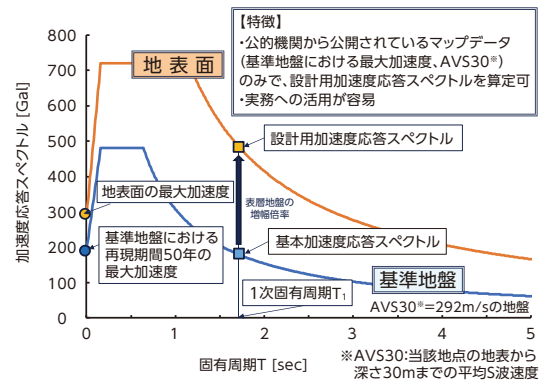 【特徴】
・公的機関から公開されているマップデータ
(基準地盤における最大加速度、AVS30※)
のみで、設計用加速度応答スペクトルを算定可
・実務への活用が容易
加速度応答スペクトル [Gal]
800
700
600
500
400
300
200
100
0
地表面
設計用加速度応答スペクトル
地表面の最大加速度
表層地盤の
増幅倍率
基準地盤における
再現期間50年の
最大加速度
基本加速度応答スペクトル
基準地盤
1次固有周期T₁
AVS30※=292m/sの地盤
0
1
2
3
4
5
固有周期T [sec]
※AVS30:当該地点の地表から
深さ30mまでの平均S波速度